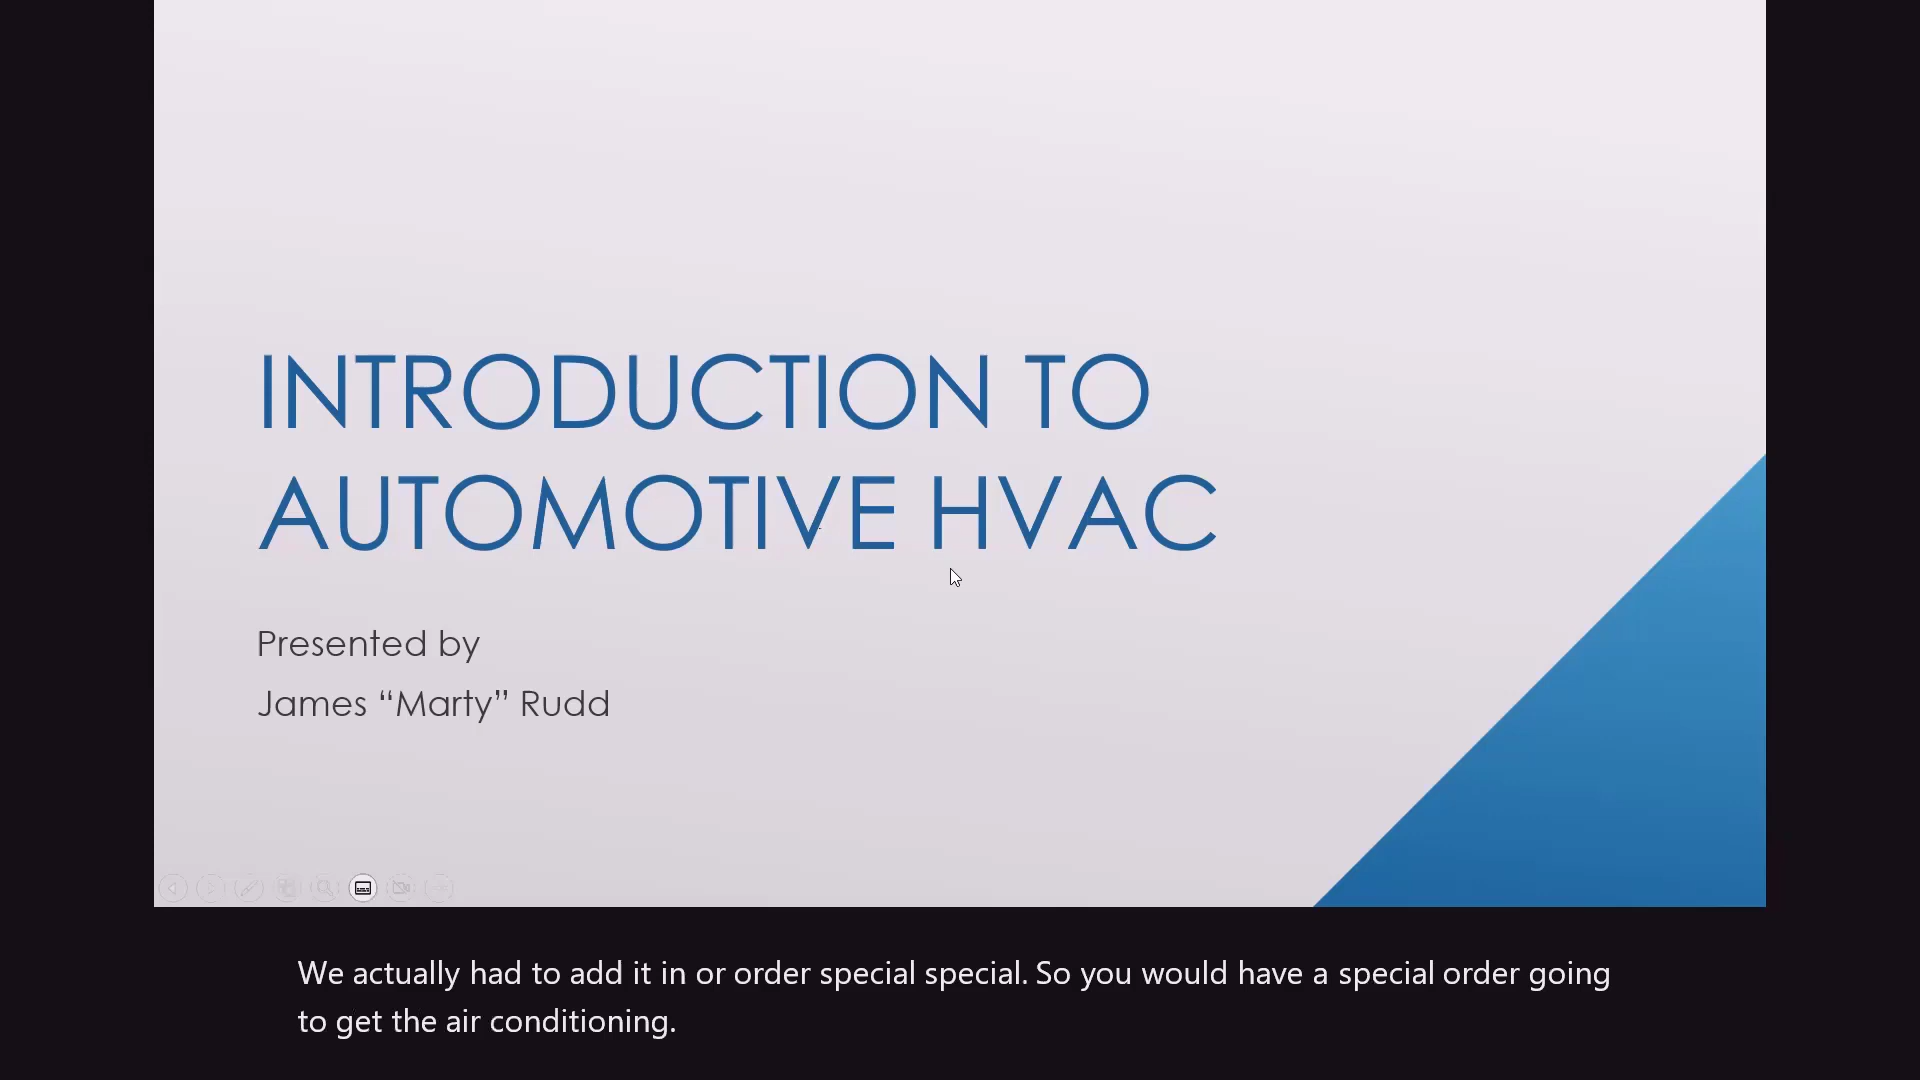 INTRODUCTION TO
AUTOMOTIVE HVAC
Presented by
James “Marty” Rudd
We actually had to add it in or order special special. So you would have a special order going
to get the air conditioning.